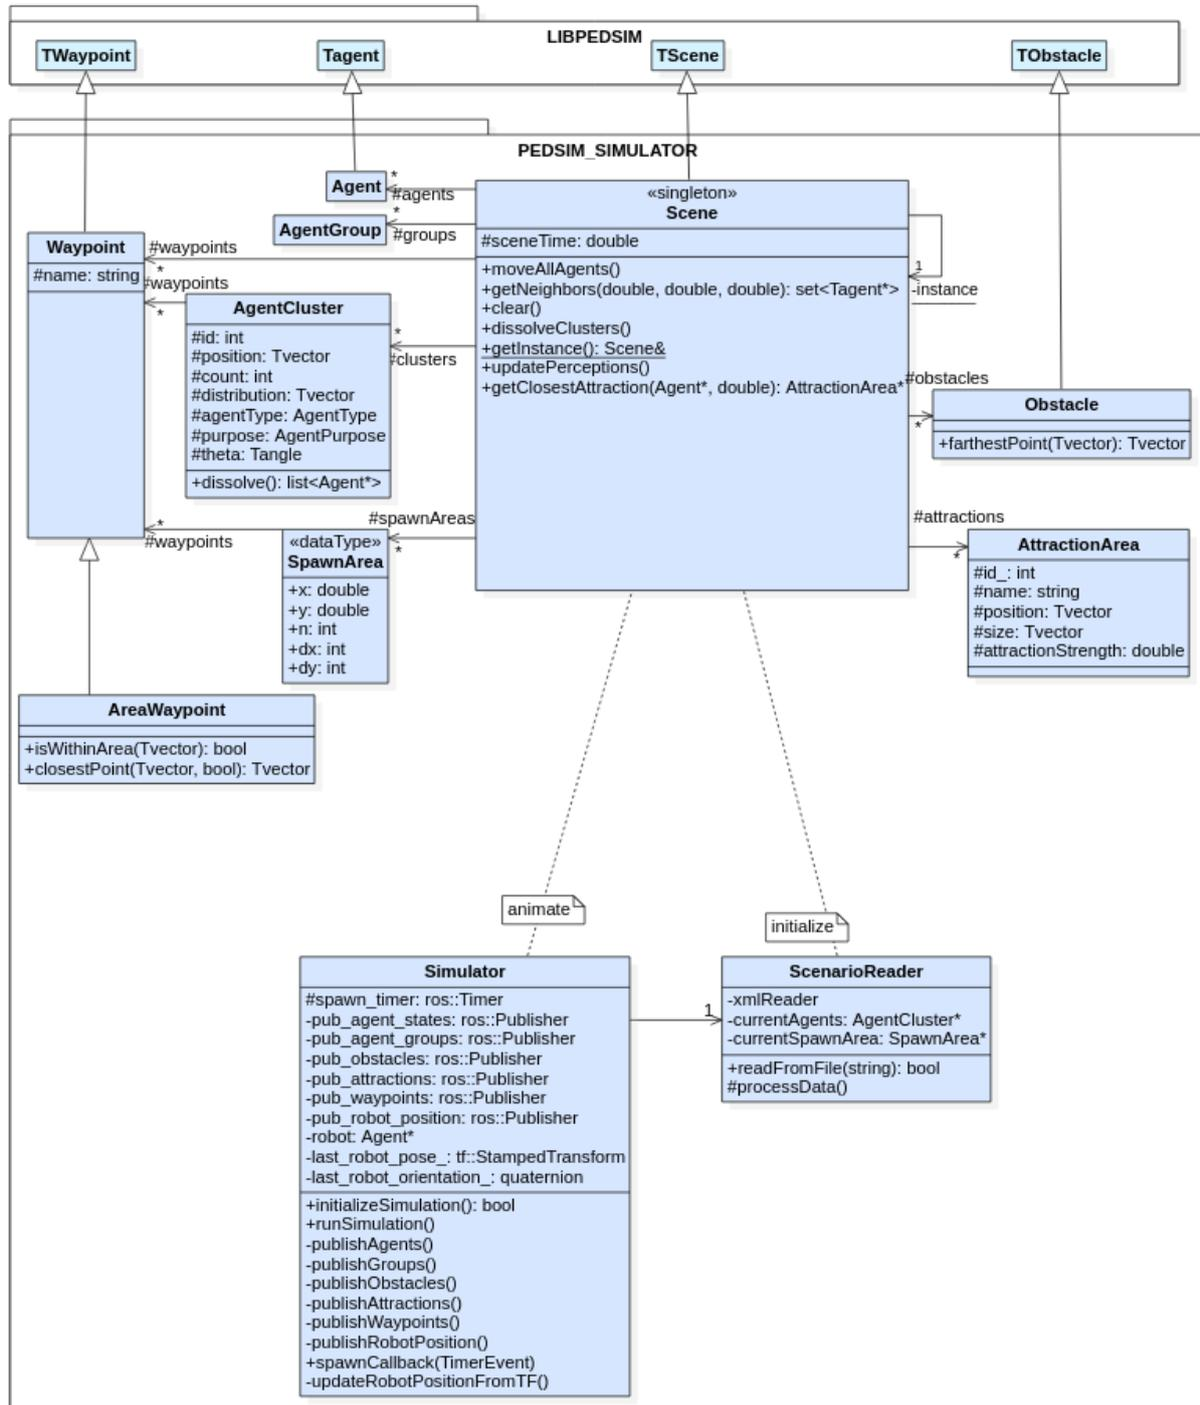 LIBPEDSIM
TWaypoint
Tagent
TScene
TObstacle
PEDSIM_SIMULATOR
Agent
*
#agents
AgentGroup
*
#groups
«singleton»
Scene
#sceneTime: double
+moveAllAgents()
+getNeighbors(double, double, double): set<Tagent*>
+clear()
+dissolveClusters()
+getInstance(): Scene&
+updatePerceptions()
+getClosestAttraction(Agent*, double): AttractionArea*
1
-instance
Waypoint
#name: string
#waypoints
*
#waypoints
*
AgentCluster
#id: int
#position: Tvector
#count: int
#distribution: Tvector
#agentType: AgentType
#purpose: AgentPurpose
#theta: Tangle
+dissolve(): list<Agent*>
*
#clusters
#obstacles
*
Obstacle
+farthestPoint(Tvector): Tvector
#spawnAreas
*
*
#waypoints
«dataType»
SpawnArea
+x: double
+y: double
+n: int
+dx: int
+dy: int
#attractions
*
AttractionArea
#id_: int
#name: string
#position: Tvector
#size: Tvector
#attractionStrength: double
AreaWaypoint
+isWithinArea(Tvector): bool
+closestPoint(Tvector, bool): Tvector
animate
initialize
Simulator
#spawn_timer: ros::Timer
-pub_agent_states: ros::Publisher
-pub_agent_groups: ros::Publisher
-pub_obstacles: ros::Publisher
-pub_attractions: ros::Publisher
-pub_waypoints: ros::Publisher
-pub_robot_position: ros::Publisher
-robot: Agent*
-last_robot_pose_: tf::StampedTransform
-last_robot_orientation_: quaternion
+initializeSimulation(): bool
+runSimulation()
-publishAgents()
-publishGroups()
-publishObstacles()
-publishAttractions()
-publishWaypoints()
-publishRobotPosition()
+spawnCallback(TimerEvent)
-updateRobotPositionFromTF()
1
ScenarioReader
-xmlReader
-currentAgents: AgentCluster*
-currentSpawnArea: SpawnArea*
+readFromFile(string): bool
#processData()